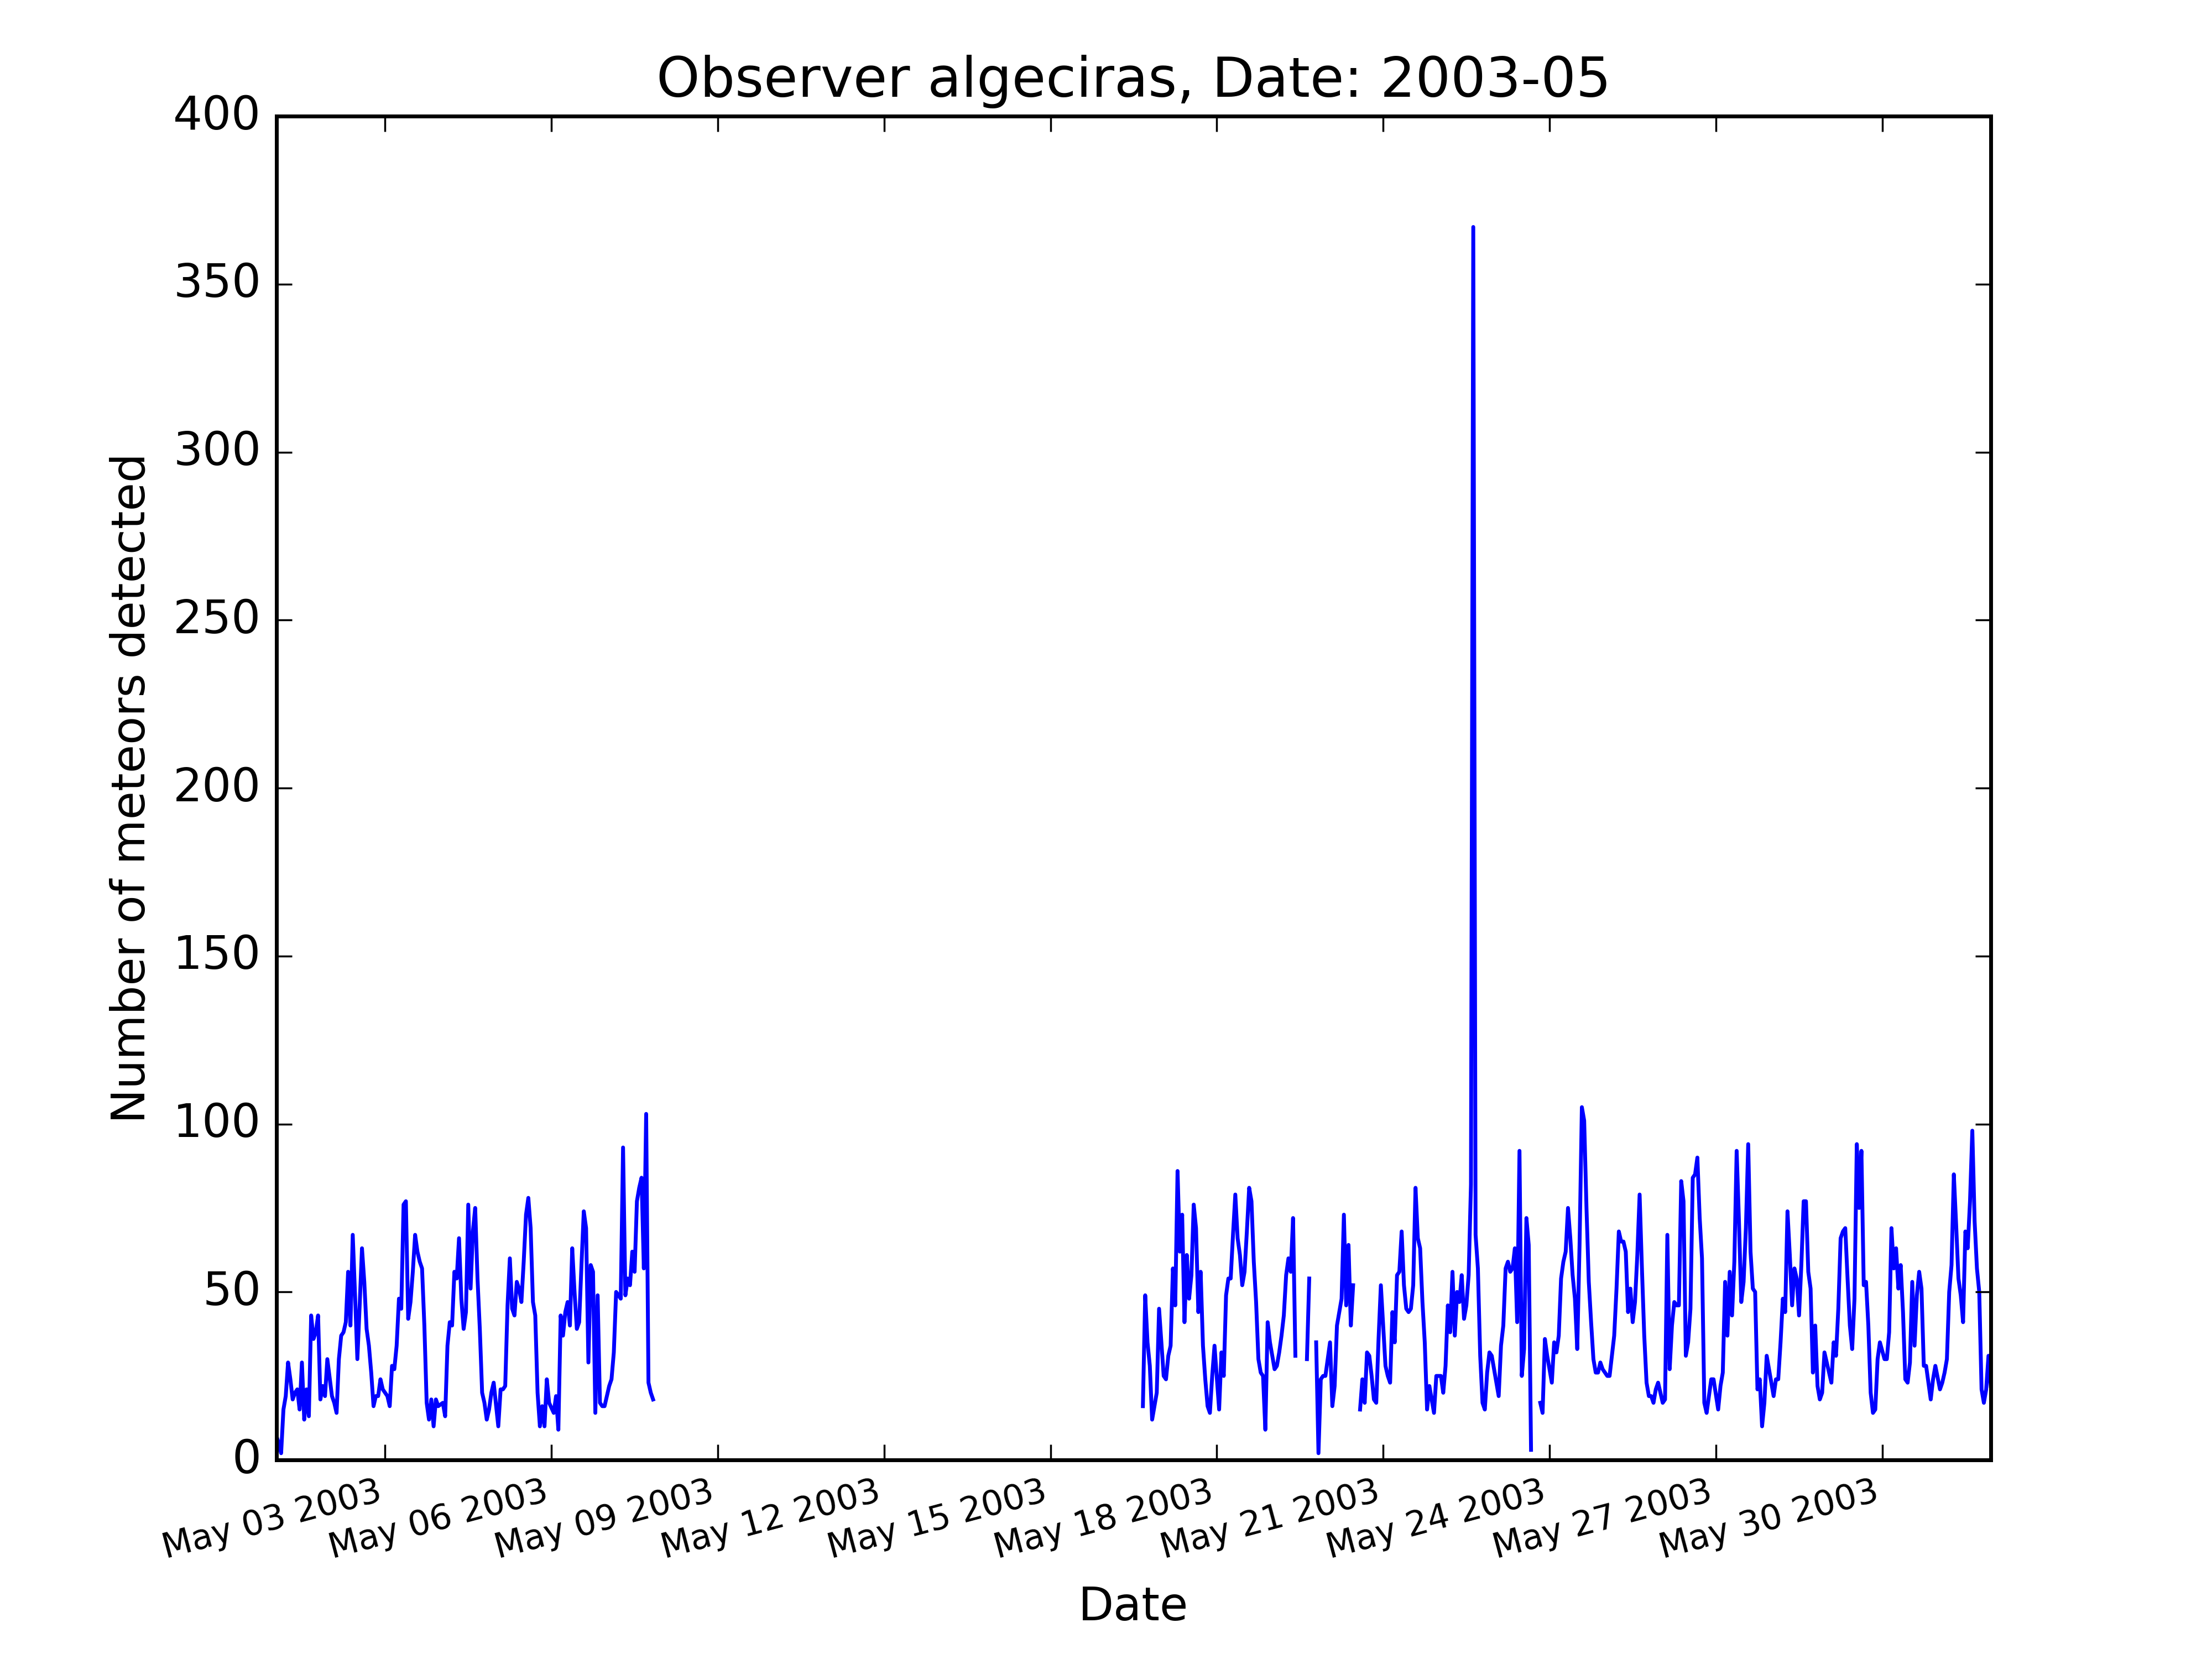 Observer algeciras, Date: 2003-05
Number of meteors detected
400
350
300
250
200
150
100
50
0
May 03 2003
May 06 2003
May 09 2003
May 12 2003
May 15 2003
May 18 2003
May 21 2003
May 24 2003
May 27 2003
May 30 2003
Date